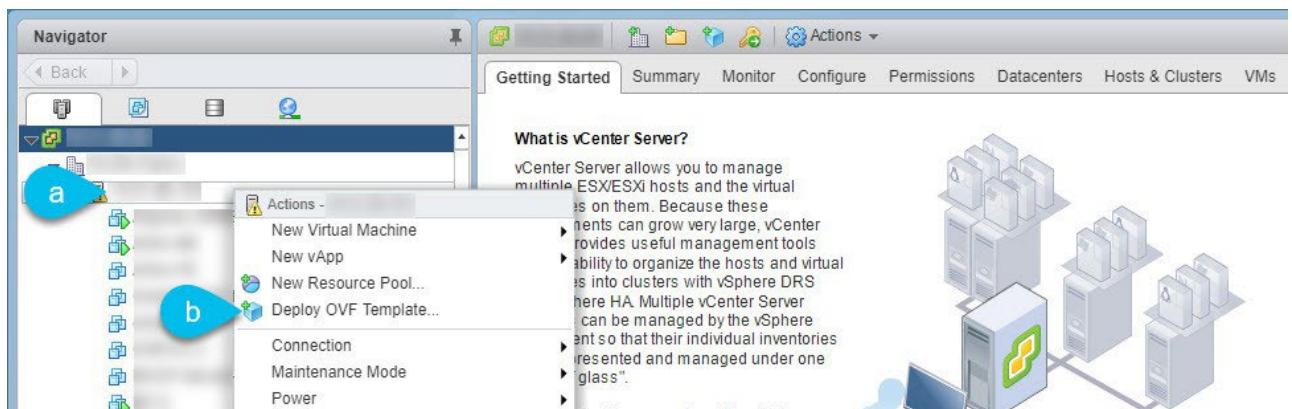 Navigator
Back
Actions
Getting Started Summary Monitor Configure Permissions Datacenters Hosts & Clusters VMs
What is vCenter Server?
vCenter Server allows you to manage
multiple ESX/ESXi hosts and the virtual
es on them. Because these
ments can grow very large, vCenter
rovides useful management tools
ability to organize the hosts and virtual
es into clusters with vSphere DRS
here HA. Multiple vCenter Server
can be managed by the vSphere
ent so that their individual inventories
resented and managed under one
glass".
a
Actions -
New Virtual Machine
New vApp
New Resource Pool...
b
Deploy OVF Template...
Connection
Maintenance Mode
Power